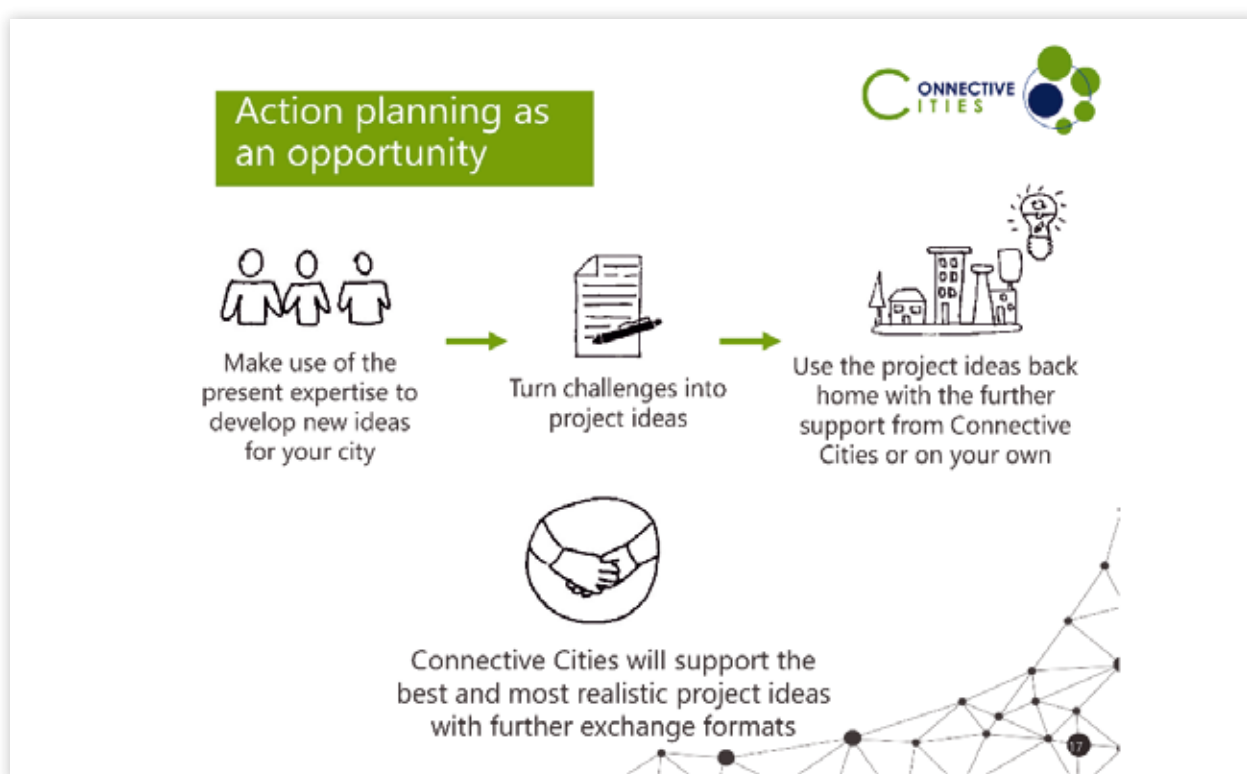 Action planning as
an opportunity
CONNECTIVE
CITIES
Make use of the
present expertise to
develop new ideas
for your city
Turn challenges into
project ideas
Use the project ideas back
home with the further
support from Connective
Cities or on your own
Connective Cities will support the
best and most realistic project ideas
with further exchange formats
17